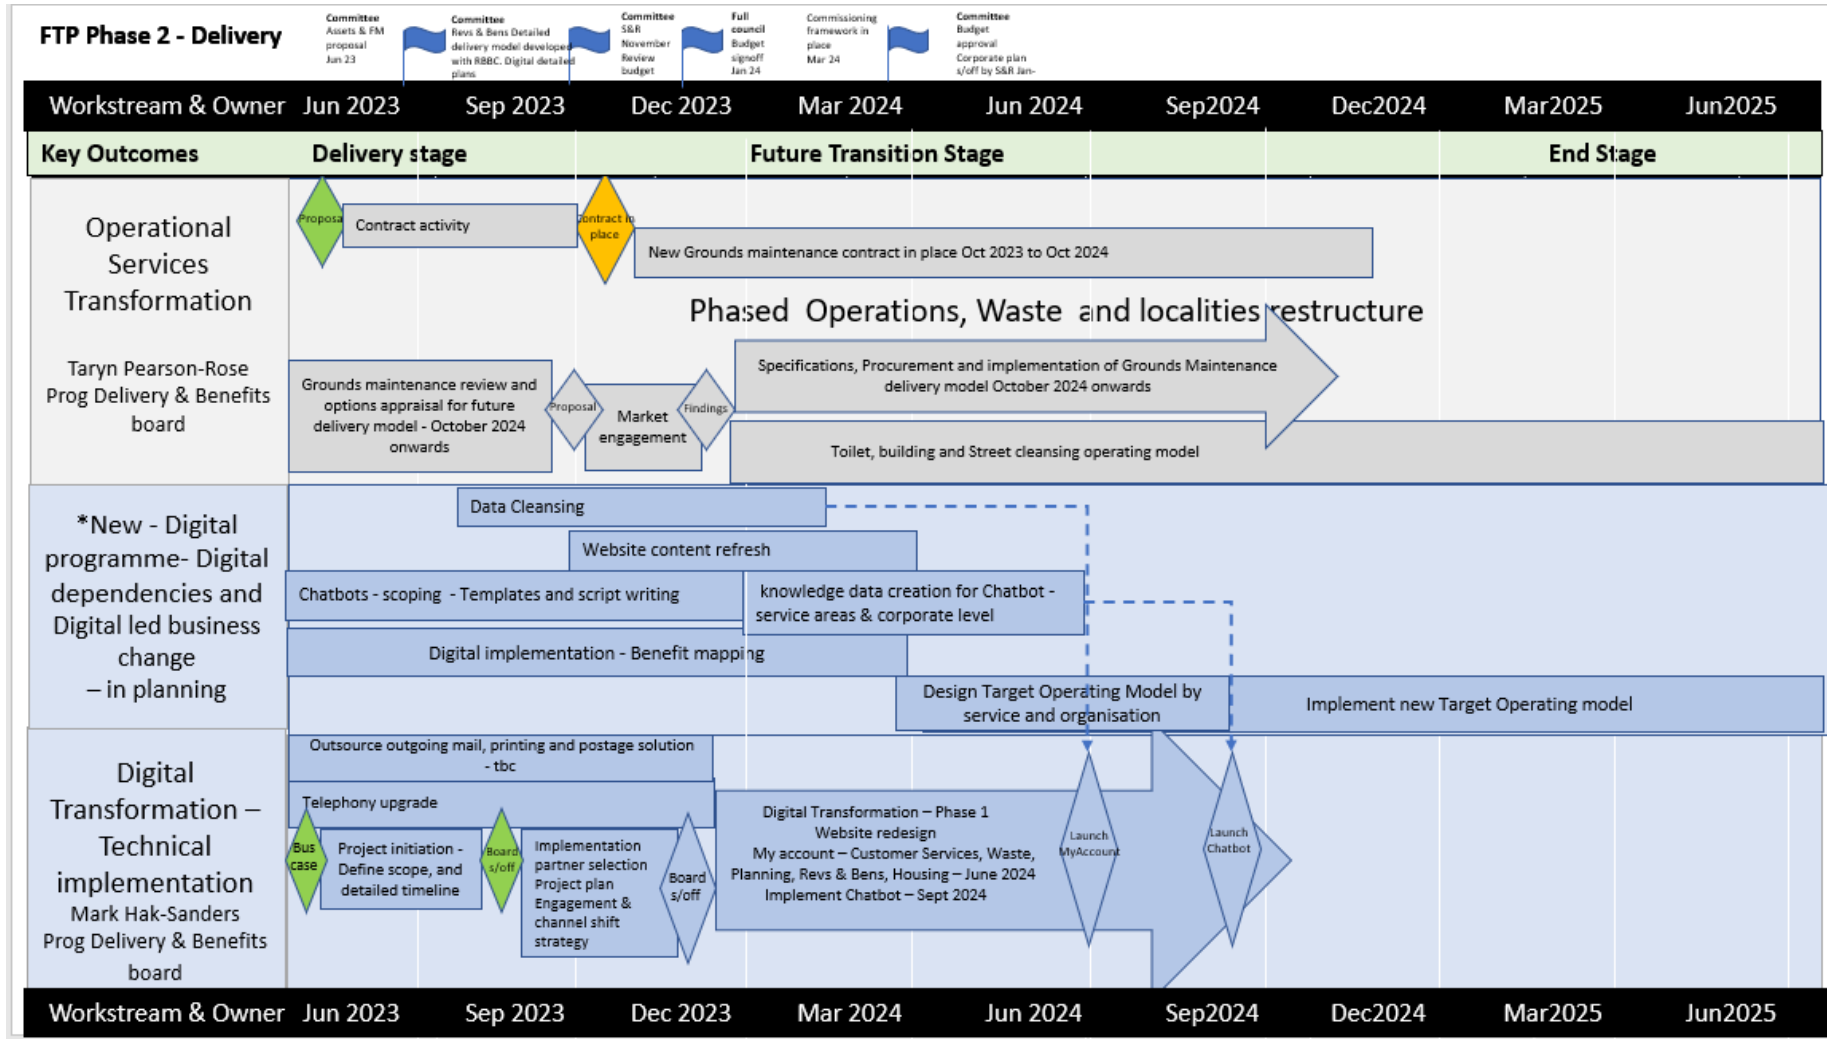 FTP Phase 2 - Delivery
Committee
Assets & FM
proposal
Jun 23
Committee
Revs & Bens Detailed
delivery model developed
with RBBC. Digital detailed
plans
Committee
S&R
November
Review
budget
Full
council
Budget
signoff
Jan 24
Commissioning
framework in
place
Mar 24
Committee
Budget
approval
Corporate plan
s/off by S&R Jan-
Workstream & Owner Jun 2023 Sep 2023 Dec 2023 Mar 2024 Jun 2024 Sep2024 Dec2024 Mar2025 Jun2025
Key Outcomes Delivery stage Future Transition Stage End Stage
Operational
Services
Transformation
Taryn Pearson-Rose
Prog Delivery & Benefits
board
Proposa
Contract activity
Contract in
place
New Grounds maintenance contract in place Oct 2023 to Oct 2024
Phased Operations, Waste and localities restructure
Grounds maintenance review and
options appraisal for future
delivery model - October 2024
onwards
Proposal
Market
engagement
Findings
Specifications, Procurement and implementation of Grounds Maintenance
delivery model October 2024 onwards
Toilet, building and Street cleansing operating model
*New - Digital
programme- Digital
dependencies and
Digital led business
change
– in planning
Data Cleansing
Website content refresh
Chatbots - scoping - Templates and script writing
knowledge data creation for Chatbot -
service areas & corporate level
Digital implementation - Benefit mapping
Design Target Operating Model by
service and organisation
Implement new Target Operating model
Digital
Transformation –
Technical
implementation
Mark Hak-Sanders
Prog Delivery & Benefits
board
Outsource outgoing mail, printing and postage solution
- tbc
Telephony upgrade
Bus
case
Project initiation -
Define scope, and
detailed timeline
Board
s/off
Implementation
partner selection
Project plan
Engagement &
channel shift
strategy
Board
s/off
Digital Transformation – Phase 1
Website redesign
My account – Customer Services, Waste,
Planning, Revs & Bens, Housing – June 2024
Implement Chatbot – Sept 2024
Launch
MyAccount
Launch
Chatbot
Workstream & Owner Jun 2023 Sep 2023 Dec 2023 Mar 2024 Jun 2024 Sep2024 Dec2024 Mar2025 Jun2025